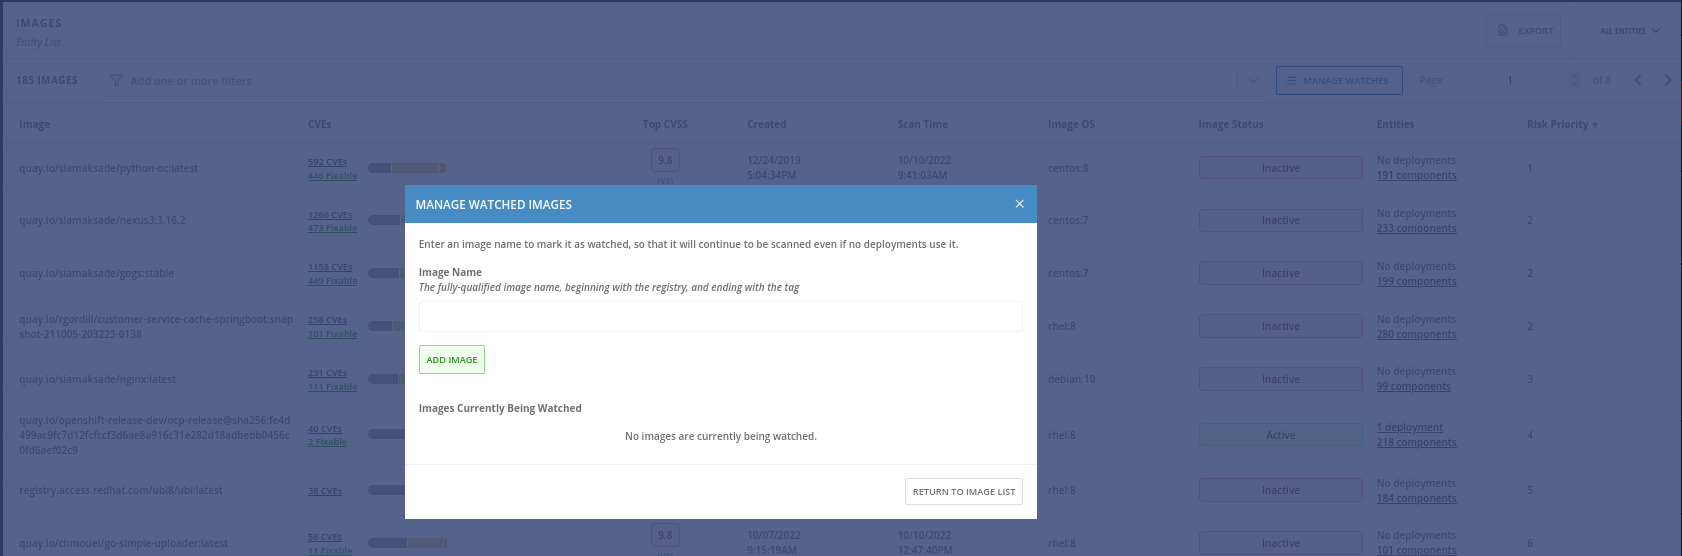 IMAGES
Entity List
EXPORT
ALL ENTITIES
185 IMAGES
Add one or more filters
MANAGE WATCHES
Page
1
of 8
Image CVEs Top CVSS Created Scan Time Image OS Image Status Entities Risk Priority
quay.io/siamaksade/python-oc:latest
592 CVEs
446 Fixable
9.8
(v3)
12/24/2019
5:04:34PM
10/10/2022
9:41:03AM
centos:8
Inactive
No deployments
191 components
1
quay.io/siamaksade/nexus3:3.16.2
1266 CVEs
473 Fixable
centos:7
Inactive
No deployments
233 components
2
quay.io/siamaksade/gogs:stable
1158 CVEs
449 Fixable
centos:7
Inactive
No deployments
199 components
2
quay.io/rgordill/customer-service-cache-springboot:snap
shot-211005-203223-0138
258 CVEs
101 Fixable
rhel:8
Inactive
No deployments
280 components
2
quay.io/siamaksade/nginx:latest
231 CVEs
111 Fixable
debian:10
Inactive
No deployments
99 components
3
quay.io/openshift-release-dev/ocp-release@sha256:fe4d
499ac9fc7d12fcfccf3d6ae8a916c31e282d18adbebb0456c
0fd6aef02c9
40 CVEs
2 Fixable
rhel:8
Active
1 deployment
218 components
4
registry.access.redhat.com/ubi8/ubi:latest
38 CVEs
rhel:8
Inactive
No deployments
184 components
5
quay.io/chmouel/go-simple-uploader:latest
56 CVEs
11 Fixable
9.8
10/07/2022
9:15:19AM
10/10/2022
12:47:40PM
rhel:8
Inactive
No deployments
101 components
6
MANAGE WATCHED IMAGES
Enter an image name to mark it as watched, so that it will continue to be scanned even if no deployments use it.
Image Name
The fully-qualified image name, beginning with the registry, and ending with the tag
ADD IMAGE
Images Currently Being Watched
No images are currently being watched.
RETURN TO IMAGE LIST